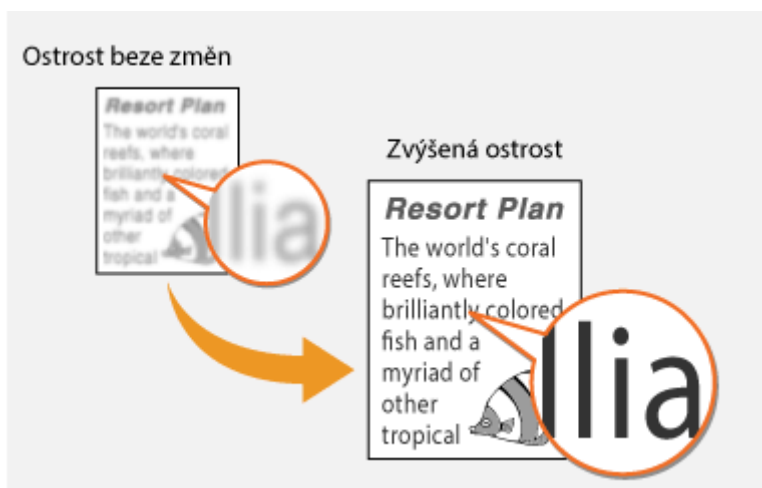 Ostrost beze změn
Resort Plan
The world's coral
reefs, where
brilliantly colored
fish and a
myriad of
other
tropical
lia
Zvýšená ostrost
Resort Plan
The world's coral
reefs, where
brilliantly colored
fish and a
myriad of
other
tropical
llia